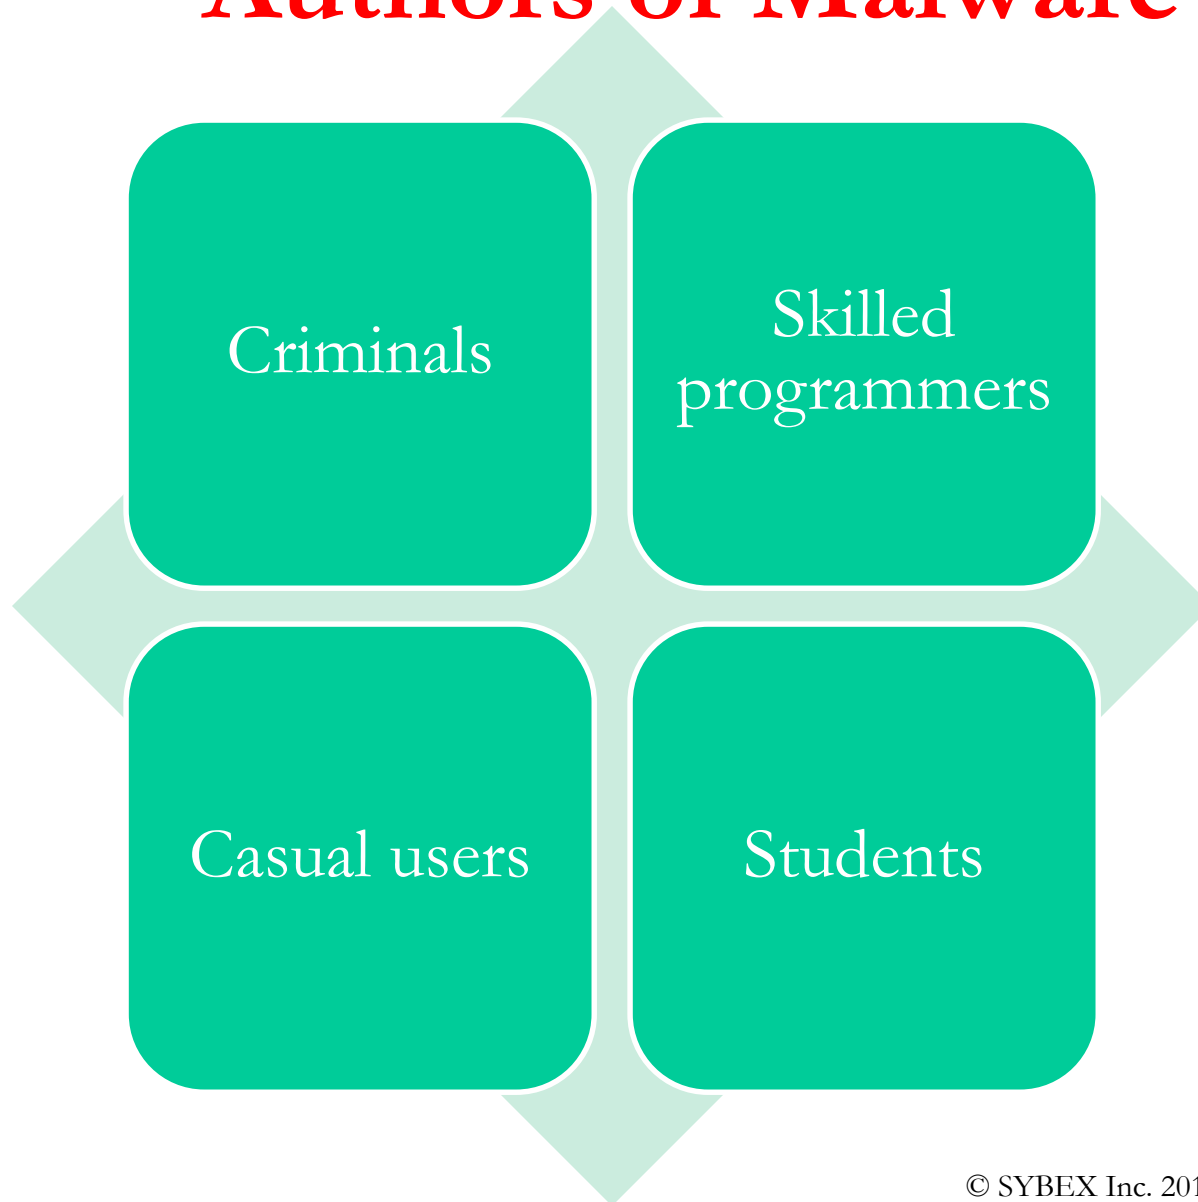 Authors of Malware
Criminals
Skilled
programmers
Casual users
Students
© SYBEX Inc. 201